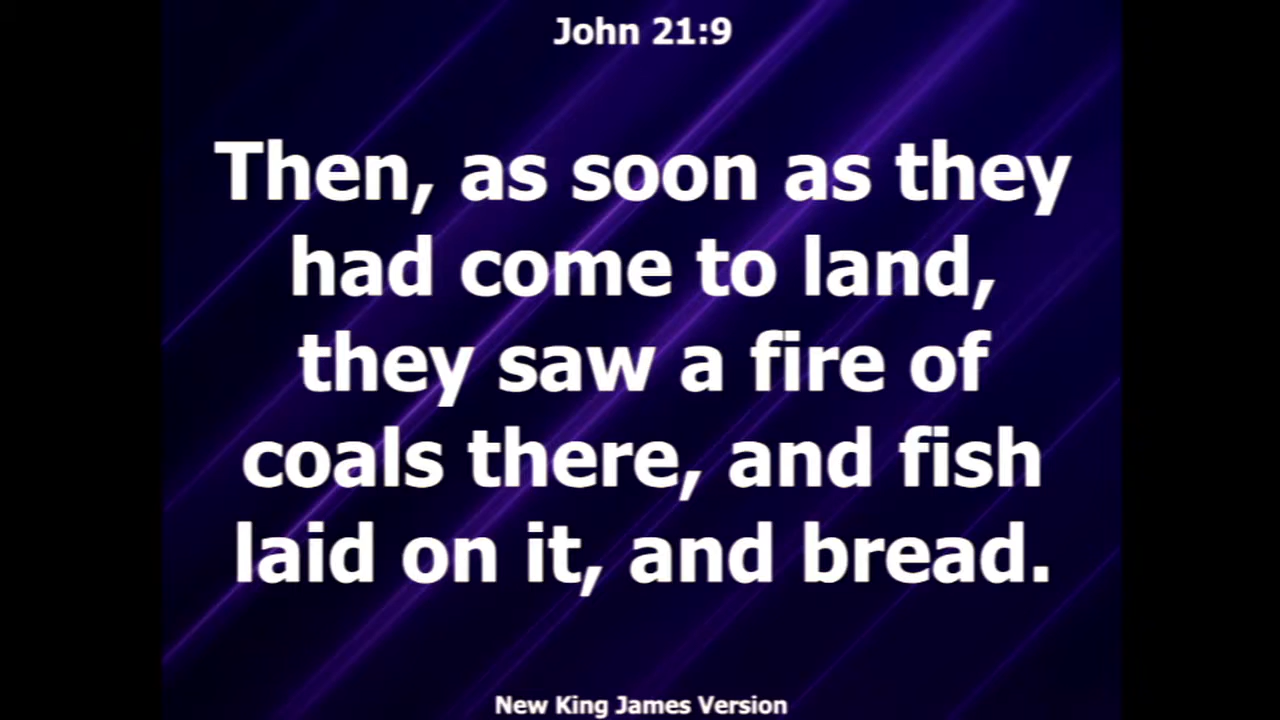 John 21:9
Then, as soon as they
had come to land,
they saw a fire of
coals there, and fish
laid on it, and bread.
New King James Version